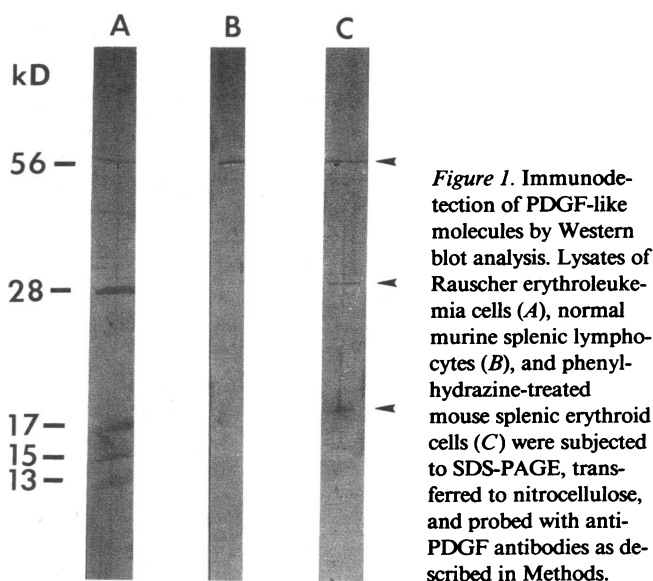 A B C
kD
56
28
17
15
13
Figure 1. Immunode-
tection of PDGF-like
molecules by Western
blot analysis. Lysates of
Rauscher erythroleuke-
mia cells (A), normal
murine splenic lympho-
cytes (B), and phenyl-
hydrazine-treated
mouse splenic erythroid
cells (C) were subjected
to SDS-PAGE, trans-
ferred to nitrocellulose,
and probed with anti-
PDGF antibodies as de-
scribed in Methods.